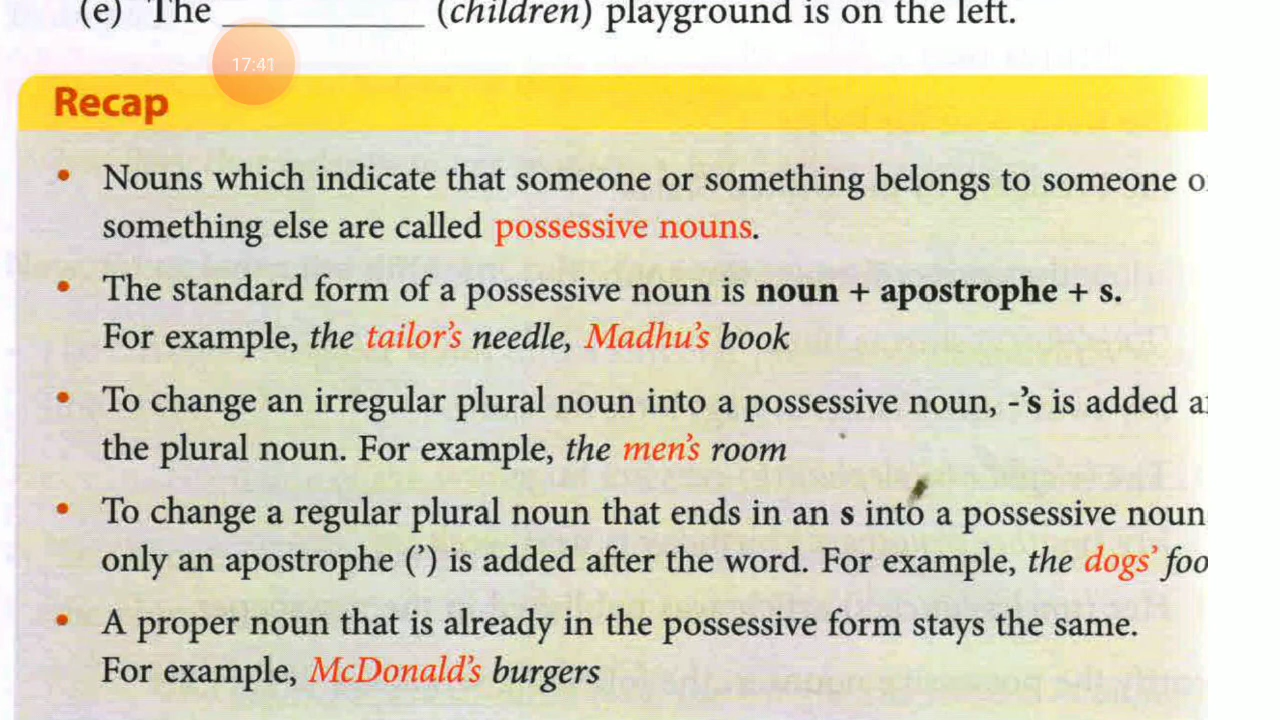 (e) The __________ (children) playground is on the left.
17:41
Recap
• Nouns which indicate that someone or something belongs to someone
something else are called possessive nouns.
• The standard form of a possessive noun is noun + apostrophe + s.
For example, the tailor’s needle, Madhu’s book
• To change an irregular plural noun into a possessive noun, -’s is added
the plural noun. For example, the men’s room
• To change a regular plural noun that ends in an s into a possessive noun
only an apostrophe (’) is added after the word. For example, the dogs’ foo
• A proper noun that is already in the possessive form stays the same.
For example, McDonald’s burgers